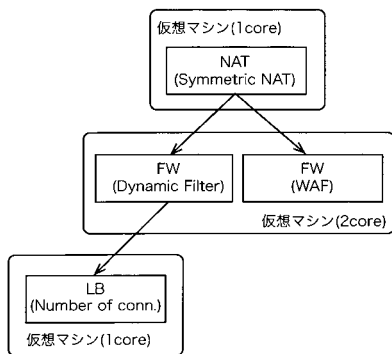 仮想マシン(1core)
NAT
(Symmetric NAT)
FW
(Dynamic Filter)
FW
(WAF)
仮想マシン(2core)
LB
(Number of conn.)
仮想マシン(1core)